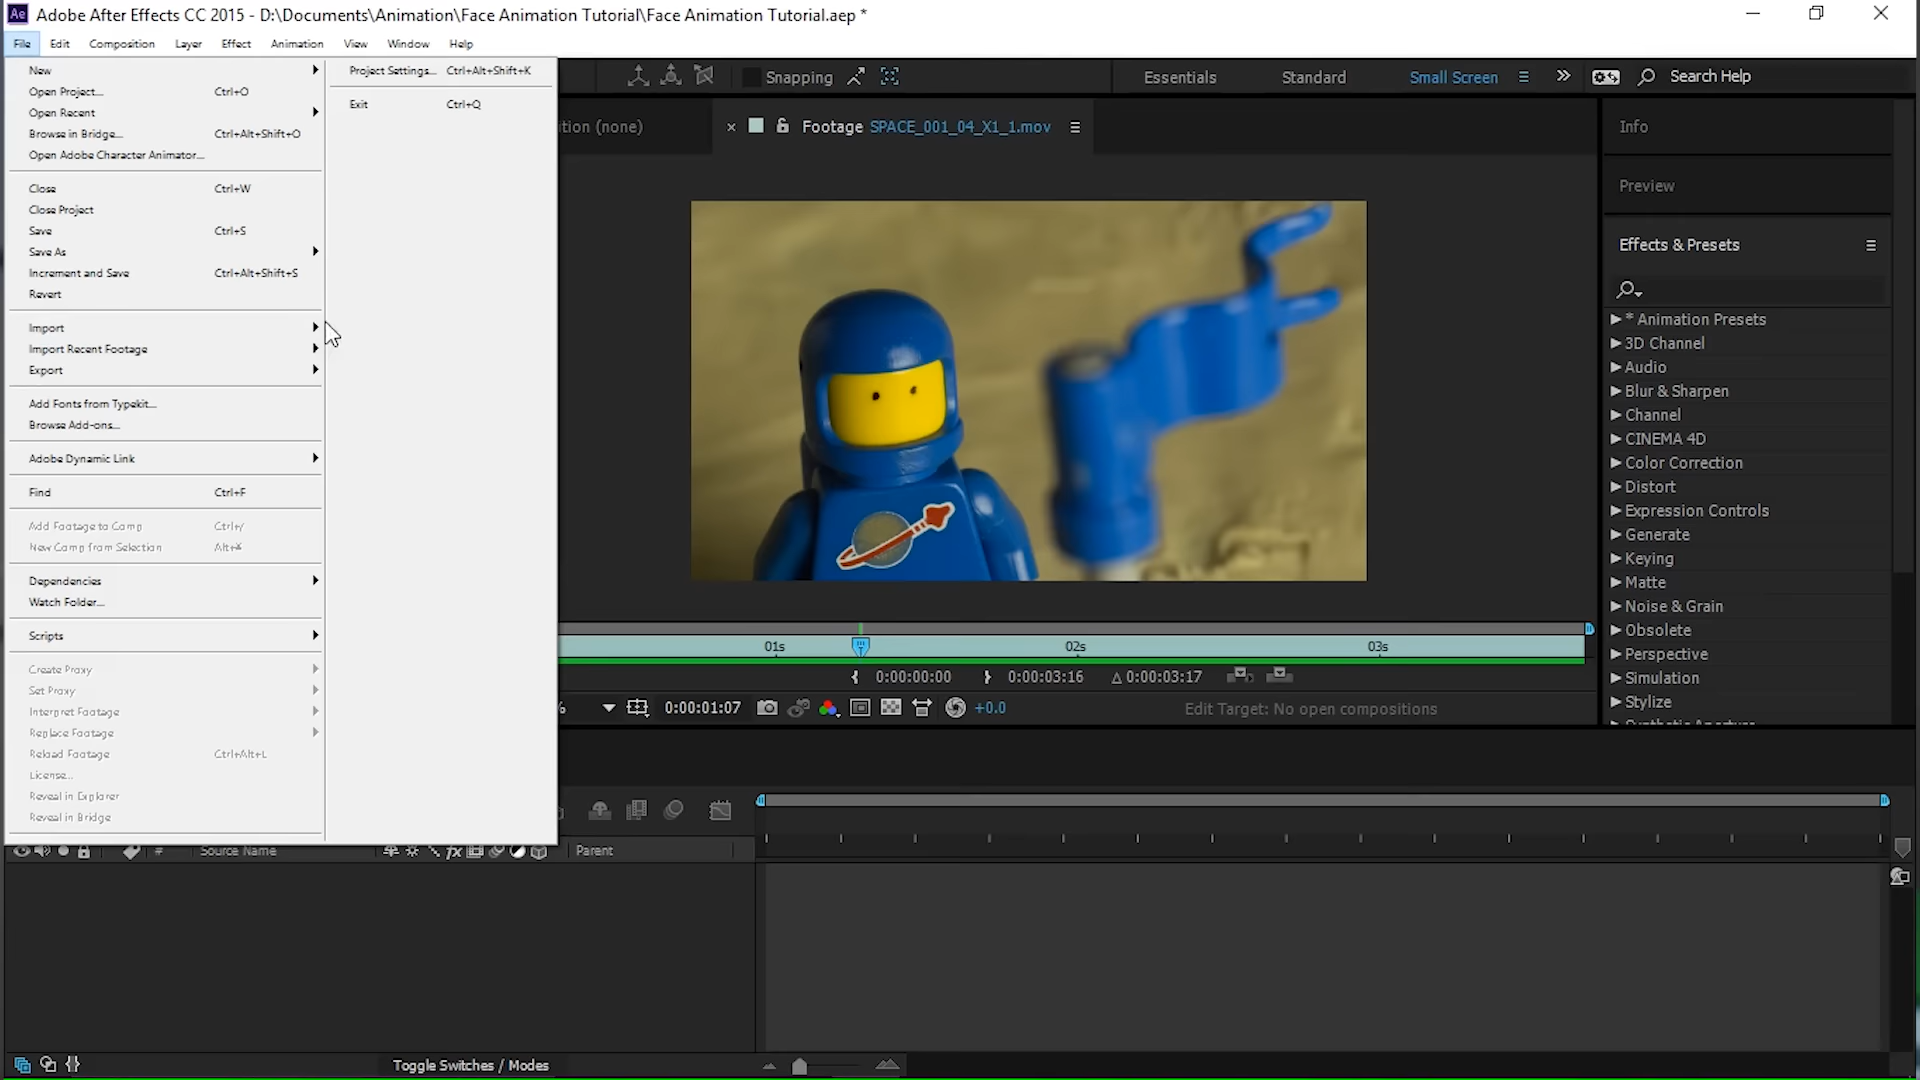 Ae Adobe After Effects CC 2015 - D:\Documents\Animation\Face Animation Tutorial\Face Animation Tutorial.aep *
File Edit Composition Layer Effect Animation View Window Help
New
Open Project... Ctrl+O
Open Recent
Browse in Bridge... Ctrl+Alt+Shift+O
Open Adobe Character Animator...
Close Ctrl+W
Close Project
Save Ctrl+S
Save As
Increment and Save Ctrl+Alt+Shift+S
Revert
Import
Import Recent Footage
Export
Add Fonts from Typekit...
Browse Add-ons...
Adobe Dynamic Link
Find Ctrl+F
Add Footage to Comp Ctrl+/
New Comp from Selection
Dependencies
Watch Folder...
Scripts
Create Proxy
Set Proxy
Interpret Footage
Replace Footage
Reload Footage Ctrl+Alt+L
License...
Reveal in Explorer
Reveal in Bridge
Project Settings... Ctrl+Alt+Shift+K
Exit Ctrl+Q
Snapping
Essentials Standard Small Screen Search Help
tion (none)
Footage SPACE_001_04_X1_1.mov
Info
Preview
Effects & Presets
* Animation Presets
3D Channel
Audio
Blur & Sharpen
Channel
CINEMA 4D
Color Correction
Distort
Expression Controls
Generate
Keying
Matte
Noise & Grain
Obsolete
Perspective
Simulation
Stylize
01s 02s 03s
0:00:00:00 0:00:03:16 Δ 0:00:03:17
% 0:00:01:07 +0.0 Edit Target: No open compositions
# Source Name fx Parent
Toggle Switches / Modes